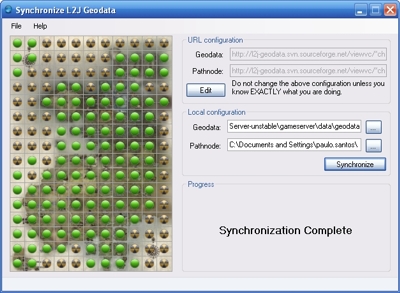 Synchronize L2J Geodata
File Help
URL configuration
Geodata: http://l2j-geodata.svn.sourceforge.net/viewvc/*ch
Pathnode: http://l2j-geodata.svn.sourceforge.net/viewvc/*ch
Edit
Do not change the above configuration unless you
know EXACTLY what you are doing.
Local configuration
Geodata: Server-unstable\gameserver\data\geodata
...
Pathnode: C:\Documents and Settings\paulo.santos\
...
Synchronize
Progress
Synchronization Complete